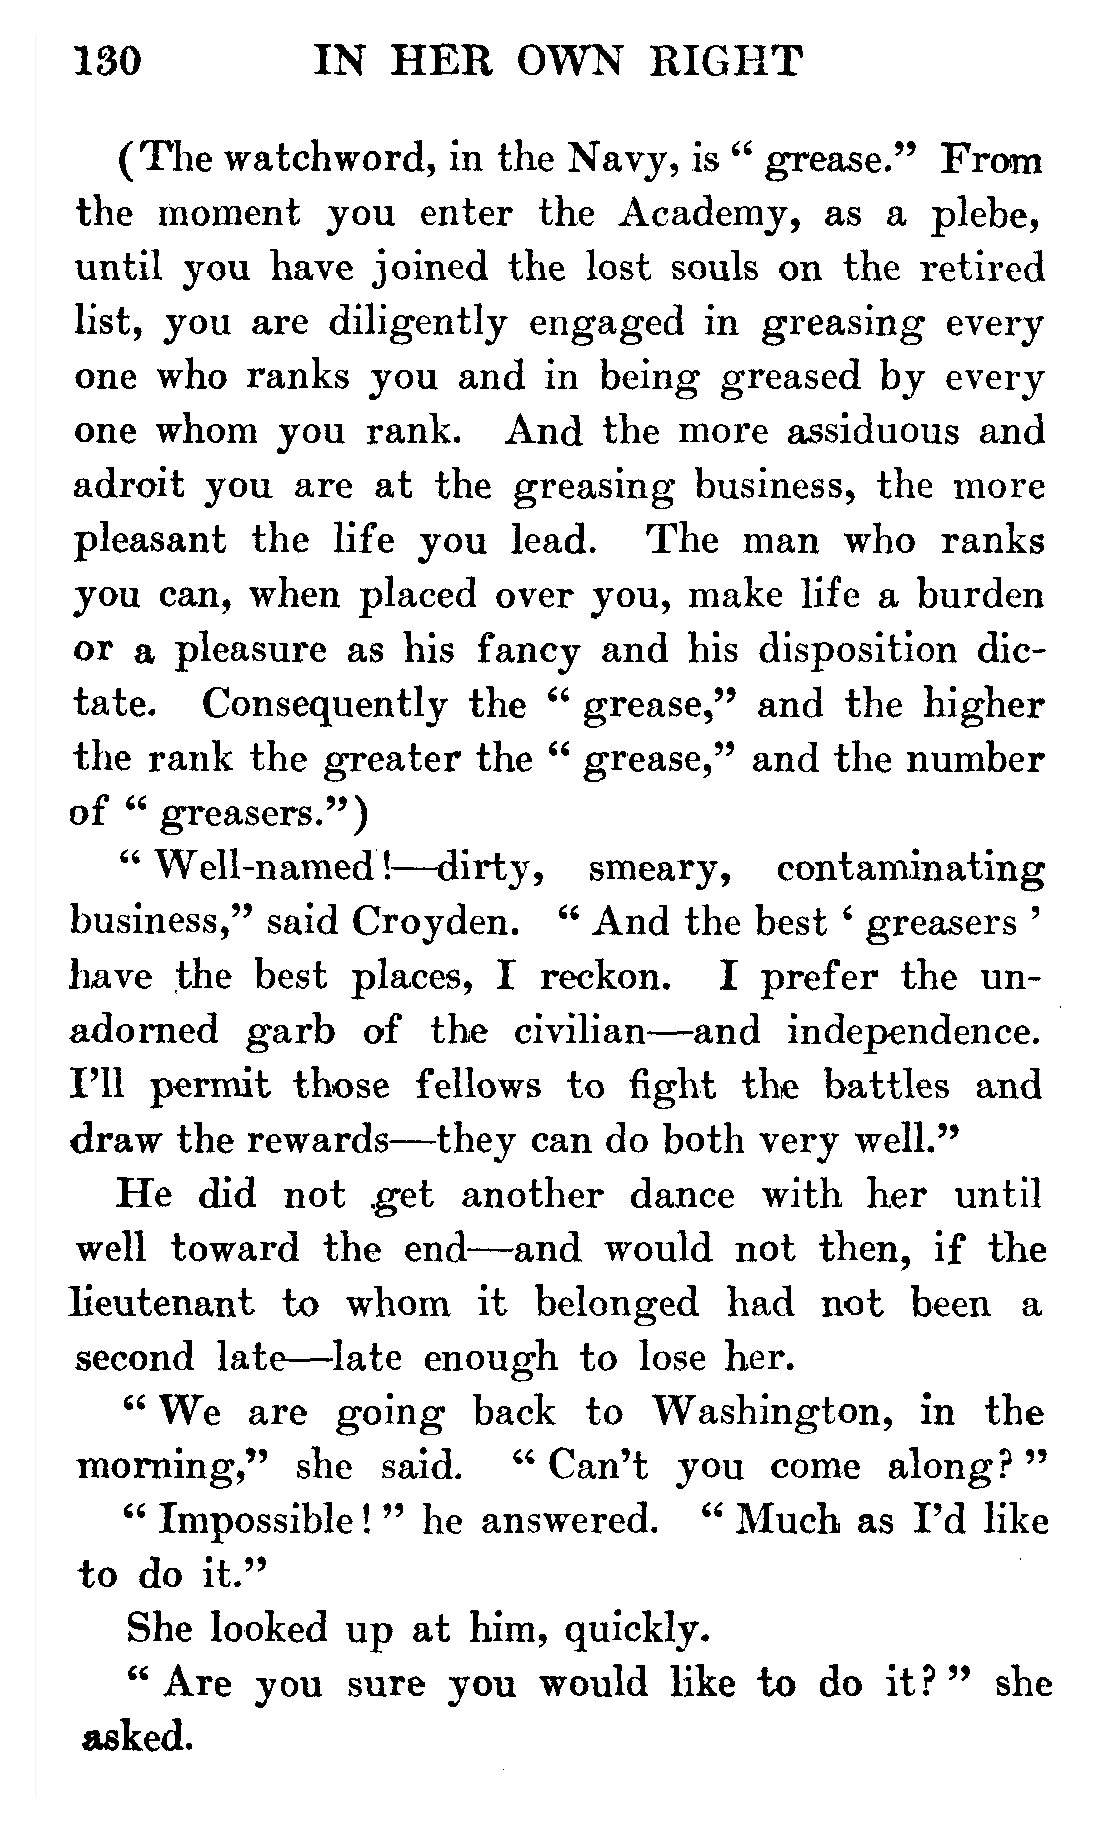 130 IN HER OWN RIGHT
(The watchword, in the Navy, is " grease." From
the moment you enter the Academy, as a plebe,
until you have joined the lost souls on the retired
list, you are diligently engaged in greasing every
one who ranks you and in being greased by every
one whom you rank. And the more assiduous and
adroit you are at the greasing business, the more
pleasant the life you lead. The man who ranks
you can, when placed over you, make life a burden
or a pleasure as his fancy and his disposition dic-
tate. Consequently the " grease," and the higher
the rank the greater the " grease," and the number
of " greasers.")
" Well-named!—dirty, smeary, contaminating
business," said Croyden. " And the best ' greasers '
have the best places, I reckon. I prefer the un-
adorned garb of the civilian—and independence.
I'll permit those fellows to fight the battles and
draw the rewards—they can do both very well."
He did not get another dance with her until
well toward the end—and would not then, if the
lieutenant to whom it belonged had not been a
second late—late enough to lose her.
" We are going back to Washington, in the
morning," she said. " Can't you come along? "
" Impossible! " he answered. " Much as I'd like
to do it."
She looked up at him, quickly.
" Are you sure you would like to do it? " she
asked.